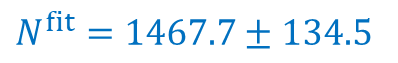 N^fit = 1467.7 ± 134.5